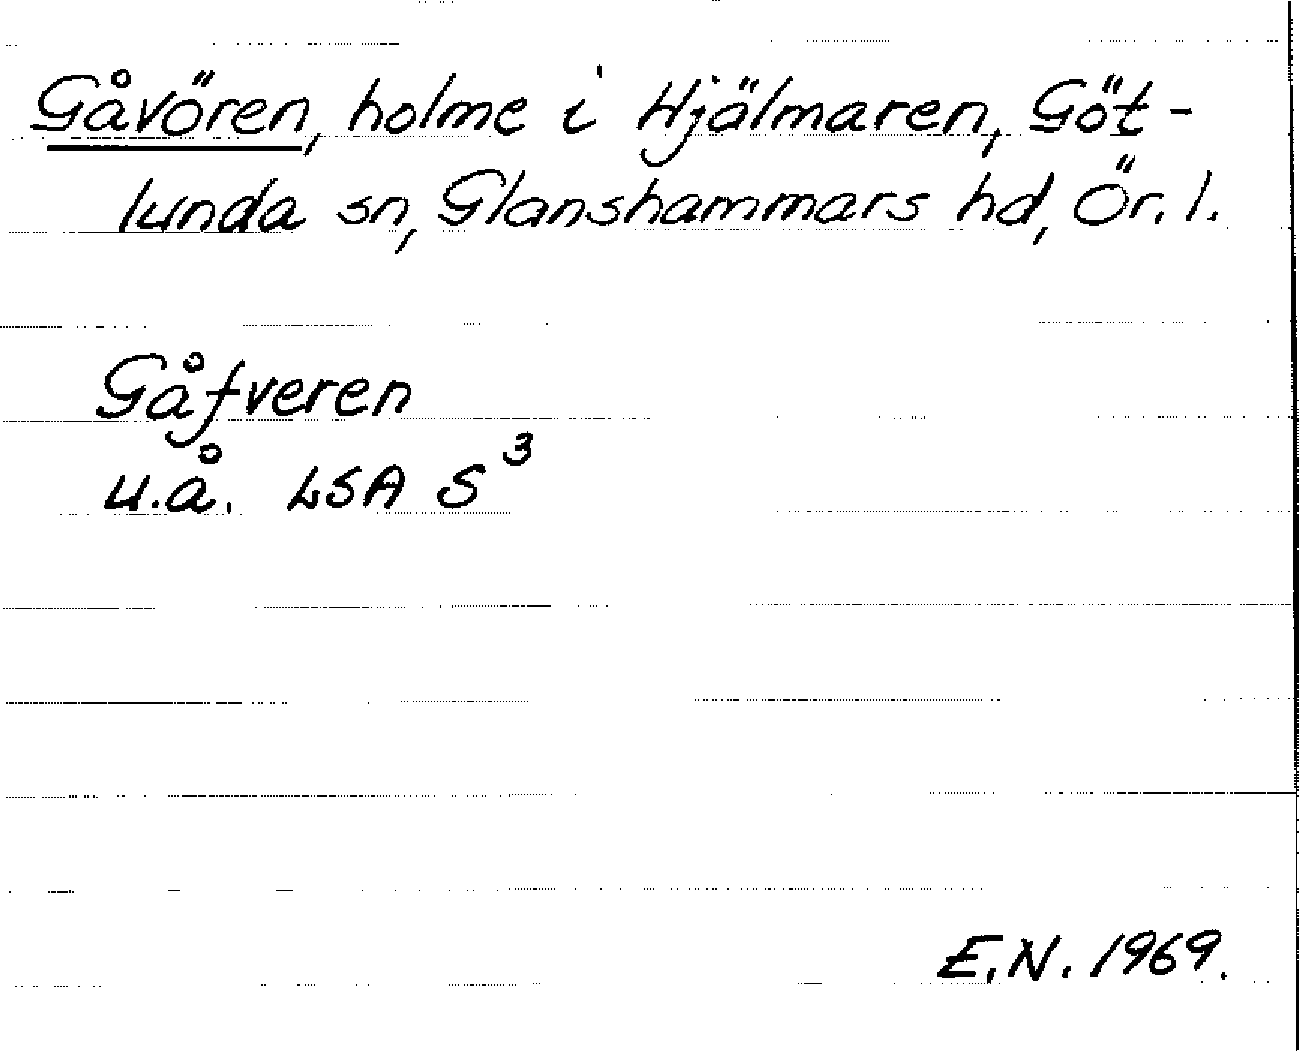 Gåvören, holme i Hjälmaren, Göt-
lunda sn, Glanshammars hd, Ör. l.
Gåfveren
u.å. LSA S³
E.N. 1969.